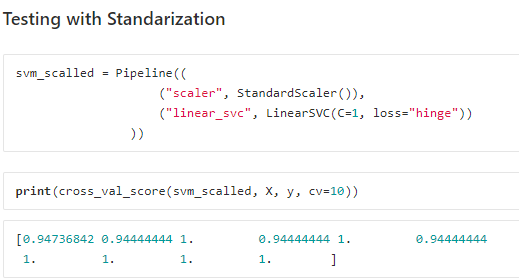 Testing with Standarization
svm_scalled = Pipeline((
("scaler", StandardScaler()),
("linear_svc", LinearSVC(C=1, loss="hinge"))
))
print(cross_val_score(svm_scalled, X, y, cv=10))
[0.94736842 0.94444444 1. 0.94444444 1. 0.94444444
1. 1. 1. 1. ]